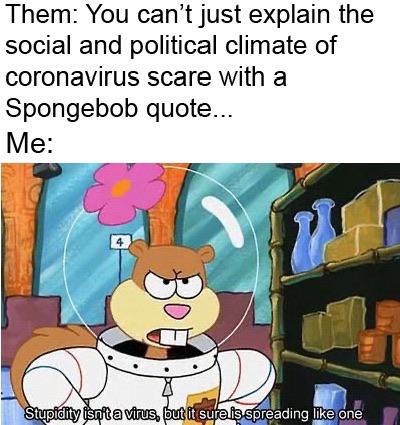 Them: You can’t just explain the
social and political climate of
coronavirus scare with a
Spongebob quote...
Me:
4
Stupidity isn't a virus, but it sure is spreading like one